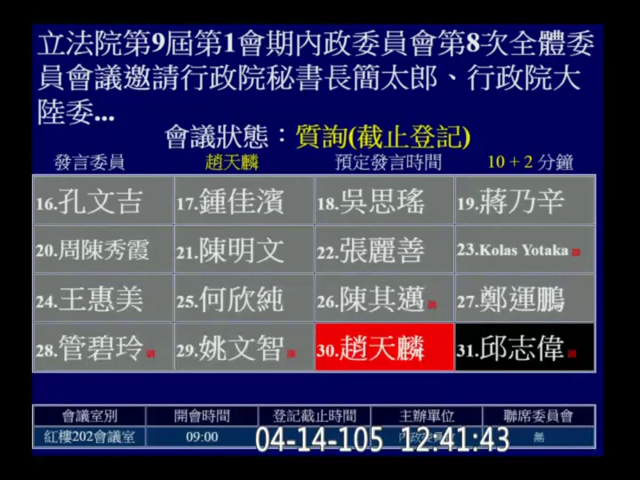 立法院第9屆第1會期內政委員會第8次全體委
員會議邀請行政院秘書長簡太郎、行政院大
陸委...
會議狀態：質詢(截止登記)
發言委員 趙天麟 預定發言時間 10 + 2 分鐘
16.孔文吉 17.鍾佳濱 18.吳思瑤 19.蔣乃辛
20.周陳秀霞 21.陳明文 22.張麗善 23.Kolas Yotaka
24.王惠美 25.何欣純 26.陳其邁 27.鄭運鵬
28.管碧玲 29.姚文智 30.趙天麟 31.邱志偉
會議室別 開會時間 登記截止時間 主辦單位 聯席委員會
紅樓202會議室 09:00 無
04-14-105 12:41:43